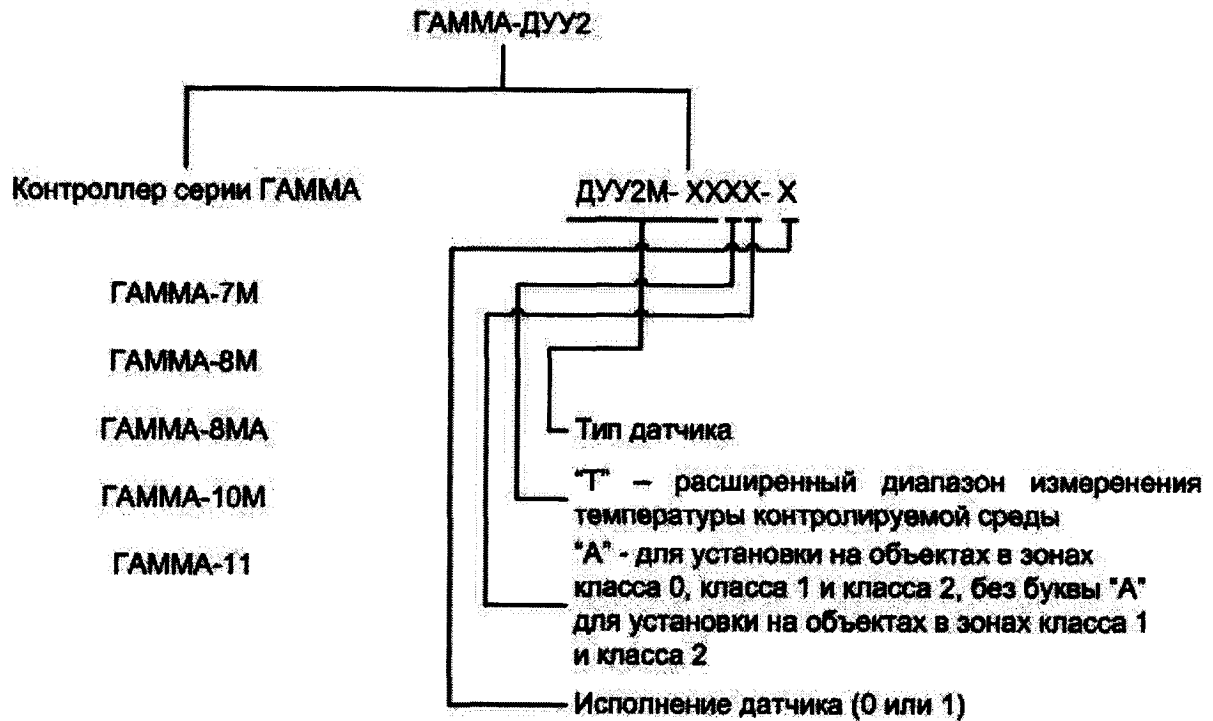 ГАММА-ДУУ2
Контроллер серии ГАММА
ДУУ2М- ХХХХ- Х
ГАММА-7М
ГАММА-8М
ГАММА-8МА
ГАММА-10М
ГАММА-11
Тип датчика
"Т" – расширенный диапазон измерения
температуры контролируемой среды
"А" - для установки на объектах в зонах
класса 0, класса 1 и класса 2, без буквы "А"
для установки на объектах в зонах класса 1
и класса 2
Исполнение датчика (0 или 1)